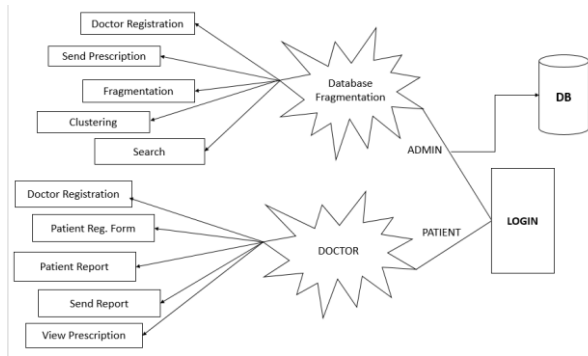 Doctor Registration
Send Prescription
Fragmentation
Clustering
Search
Database
Fragmentation
DB
ADMIN
Doctor Registration
Patient Reg. Form
Patient Report
Send Report
View Prescription
DOCTOR
PATIENT
LOGIN